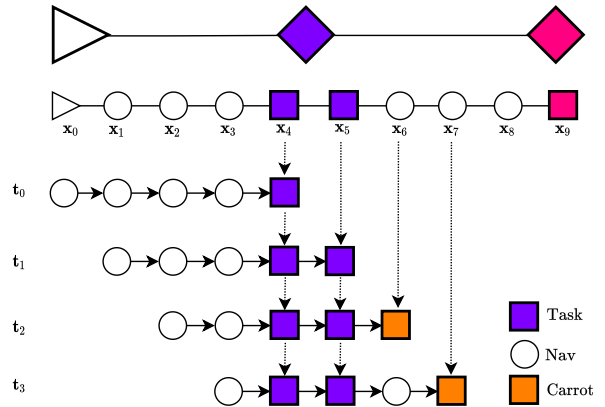 x₀ x₁ x₂ x₃ x₄ x₅ x₆ x₇ x₈ x₉
t₀
t₁
t₂
t₃
Task
Nav
Carrot